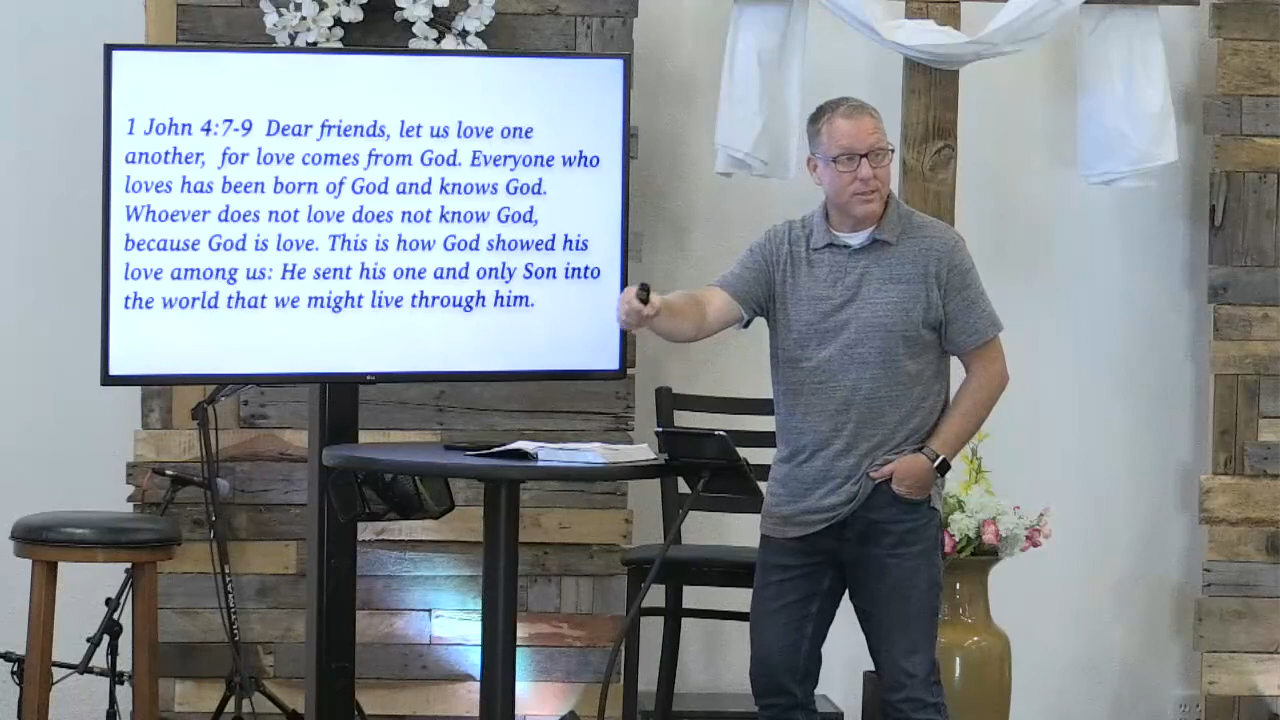 1 John 4:7-9 Dear friends, let us love one
another, for love comes from God. Everyone who
loves has been born of God and knows God.
Whoever does not love does not know God,
because God is love. This is how God showed his
love among us: He sent his one and only Son into
the world that we might live through him.
LG
ULTIMATE